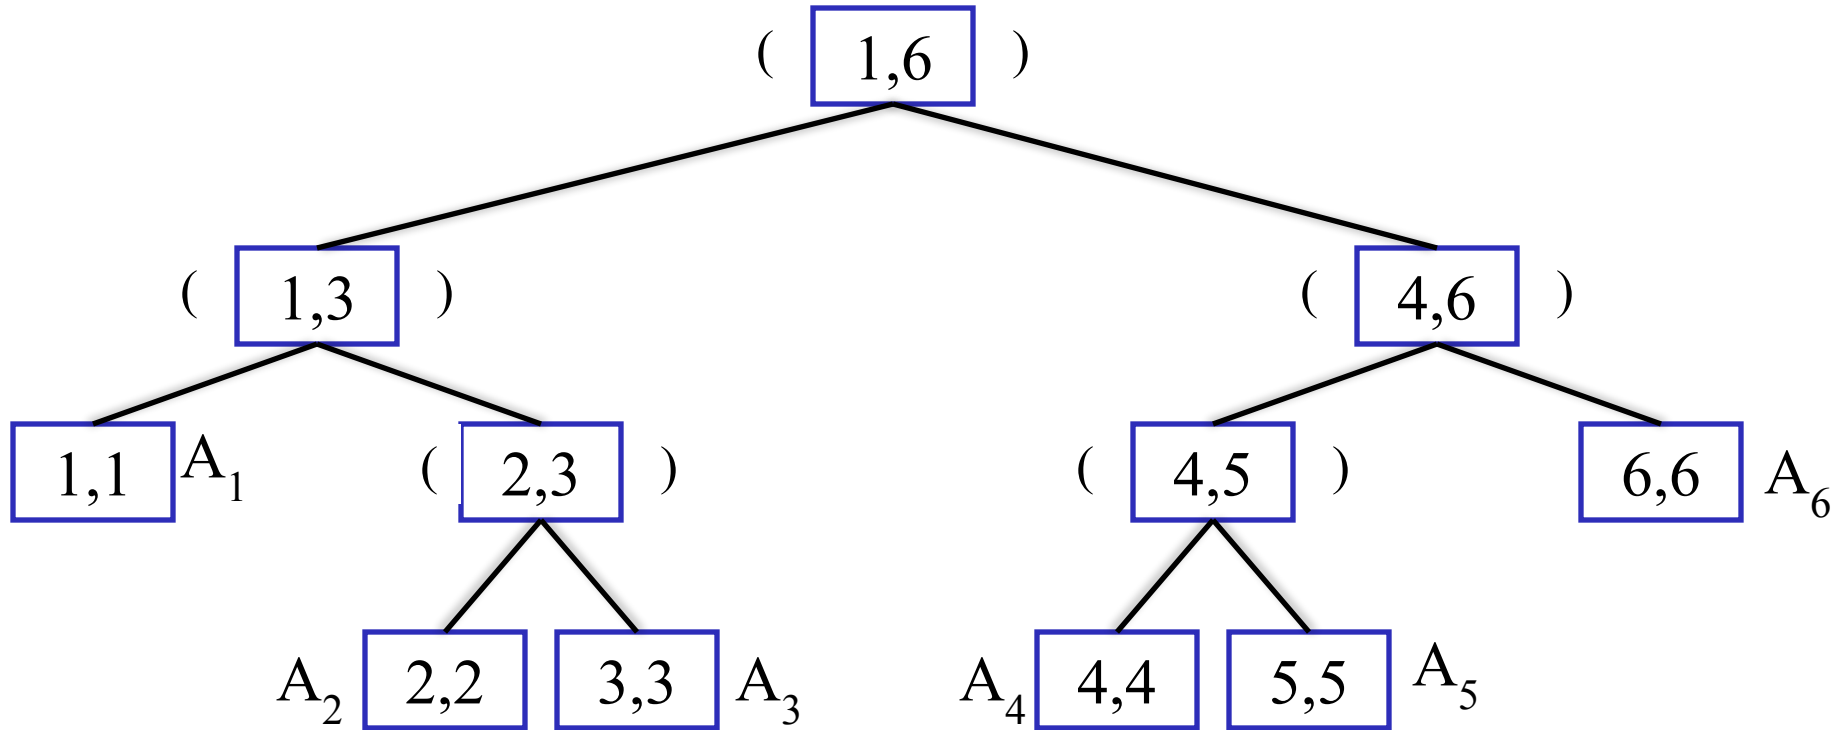 ( 1,6 )
( 1,3 ) ( 4,6 )
1,1 A1 ( 2,3 ) ( 4,5 ) 6,6 A6
A2 2,2 3,3 A3 A4 4,4 5,5 A5